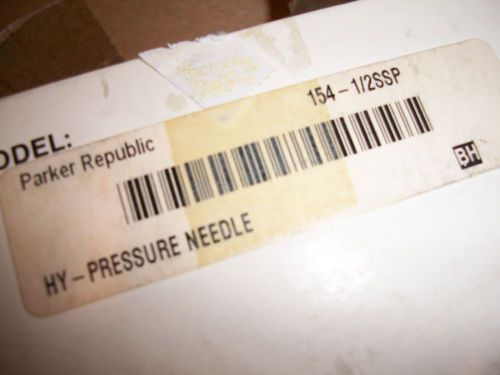 ODEL:
Parker Republic
154-1/2SSP
BH
HY-PRESSURE NEEDLE